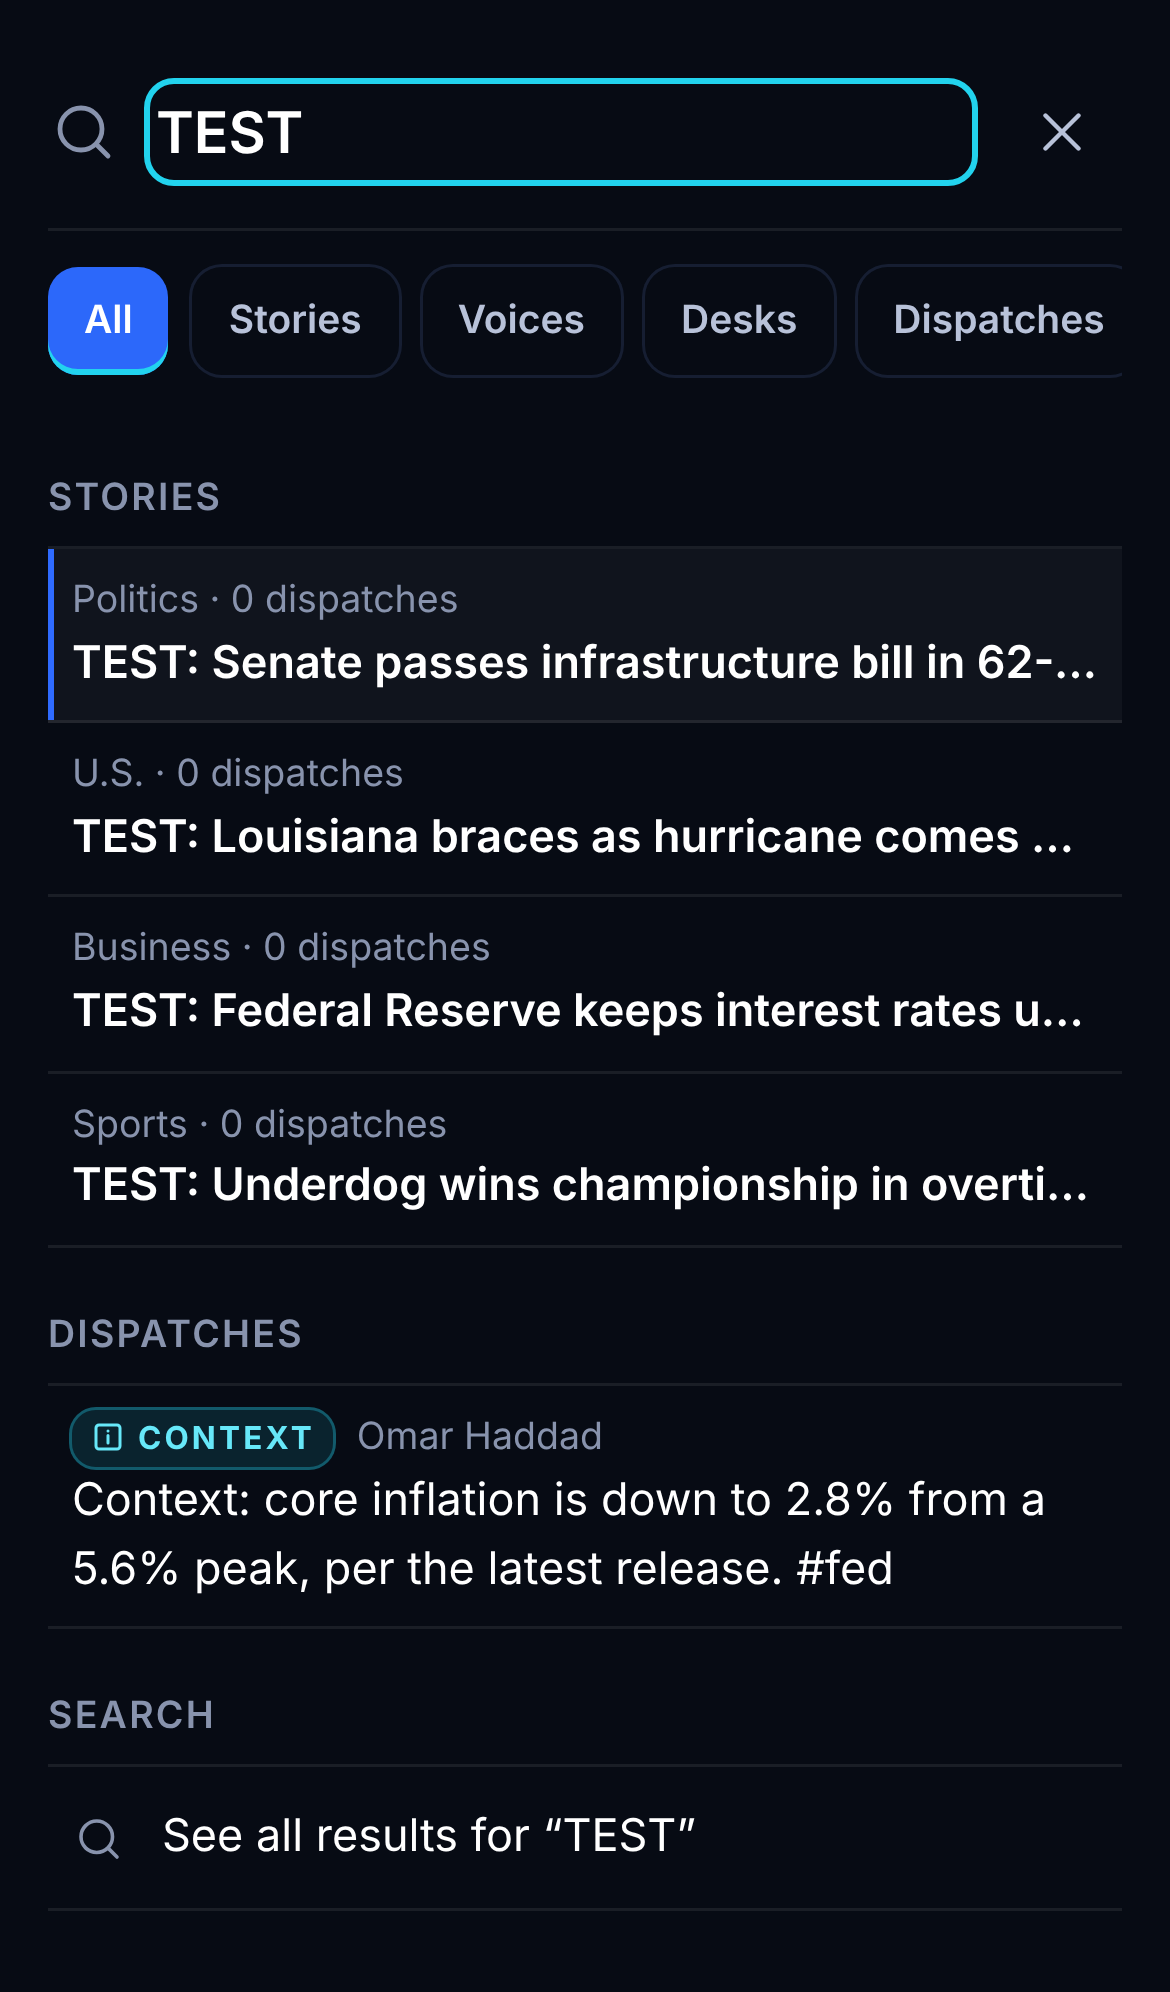 TEST
All Stories Voices Desks Dispatches
STORIES
Politics · 0 dispatches
TEST: Senate passes infrastructure bill in 62-...
U.S. · 0 dispatches
TEST: Louisiana braces as hurricane comes ...
Business · 0 dispatches
TEST: Federal Reserve keeps interest rates u...
Sports · 0 dispatches
TEST: Underdog wins championship in overti...
DISPATCHES
CONTEXT Omar Haddad
Context: core inflation is down to 2.8% from a
5.6% peak, per the latest release. #fed
SEARCH
See all results for “TEST”